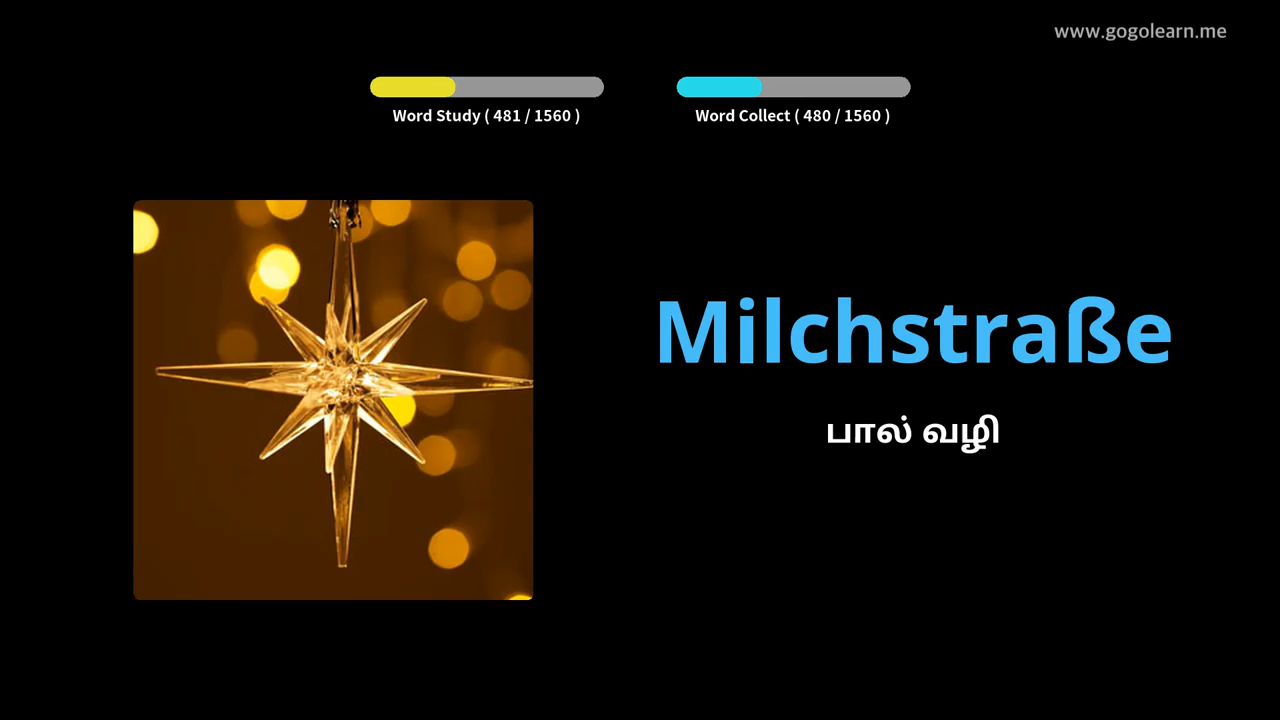 www.gogolearn.me
Word Study ( 481 / 1560 )
Word Collect ( 480 / 1560 )
Milchstraße
பால் வழி